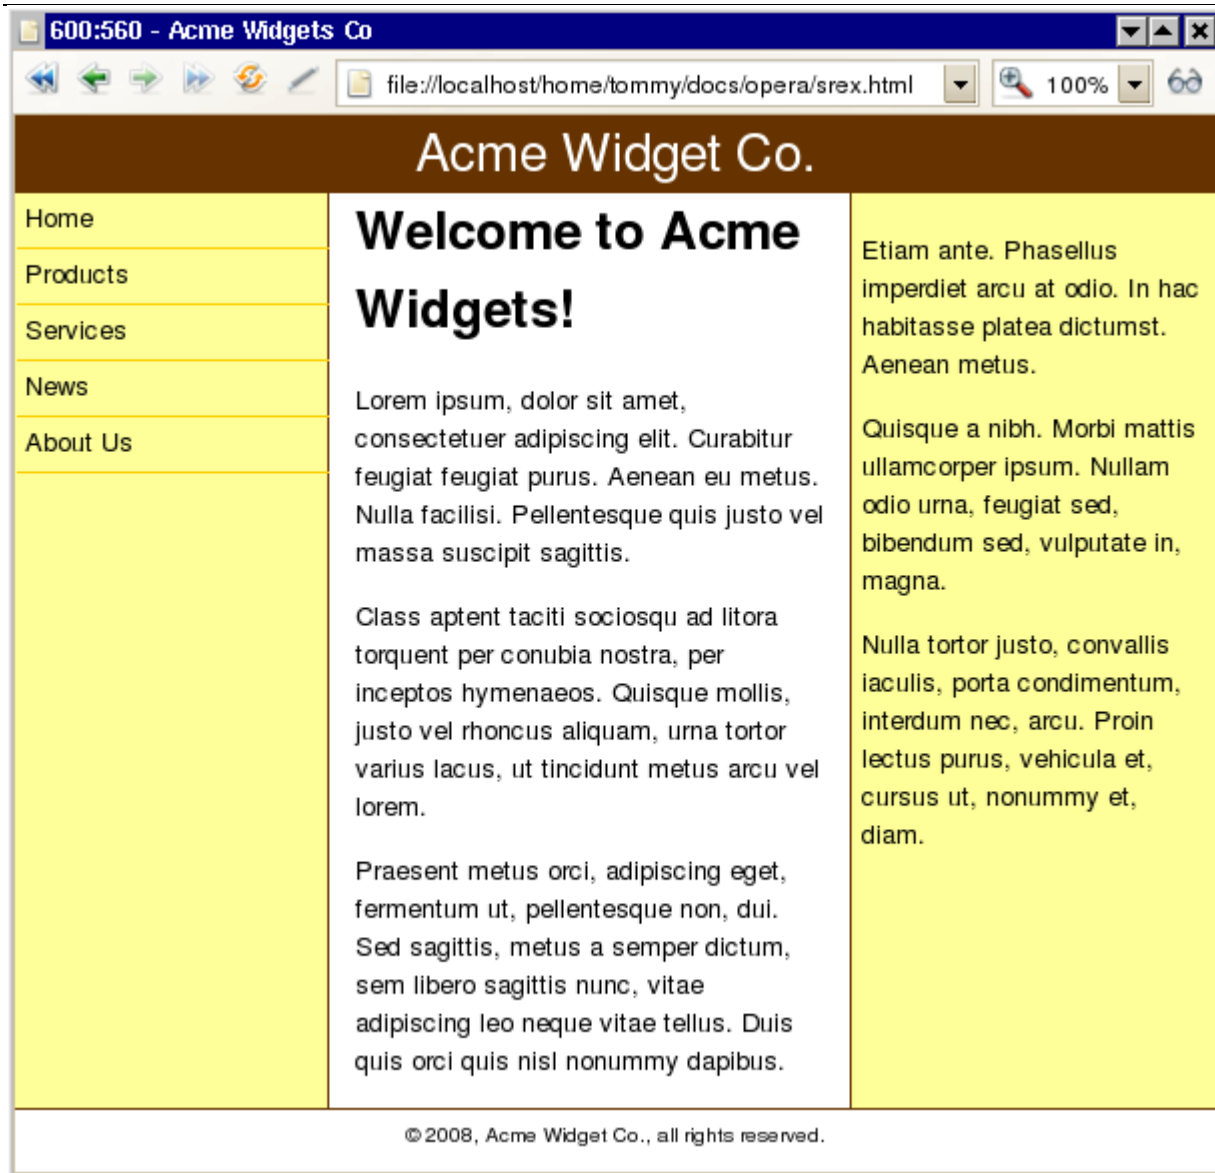 600:560 - Acme Widgets Co
file://localhost/home/tommy/docs/opera/srex.html
100%
Acme Widget Co.
Home
Products
Services
News
About Us
Welcome to Acme
Widgets!
Lorem ipsum, dolor sit amet,
consectetuer adipiscing elit. Curabitur
feugiat feugiat purus. Aenean eu metus.
Nulla facilisi. Pellentesque quis justo vel
massa suscipit sagittis.
Class aptent taciti sociosqu ad litora
torquent per conubia nostra, per
inceptos hymenaeos. Quisque mollis,
justo vel rhoncus aliquam, urna tortor
varius lacus, ut tincidunt metus arcu vel
lorem.
Praesent metus orci, adipiscing eget,
fermentum ut, pellentesque non, dui.
Sed sagittis, metus a semper dictum,
sem libero sagittis nunc, vitae
adipiscing leo neque vitae tellus. Duis
quis orci quis nisl nonummy dapibus.
Etiam ante. Phasellus
imperdiet arcu at odio. In hac
habitasse platea dictumst.
Aenean metus.
Quisque a nibh. Morbi mattis
ullamcorper ipsum. Nullam
odio urna, feugiat sed,
bibendum sed, vulputate in,
magna.
Nulla tortor justo, convallis
iaculis, porta condimentum,
interdum nec, arcu. Proin
lectus purus, vehicula et,
cursus ut, nonummy et,
diam.
© 2008, Acme Widget Co., all rights reserved.